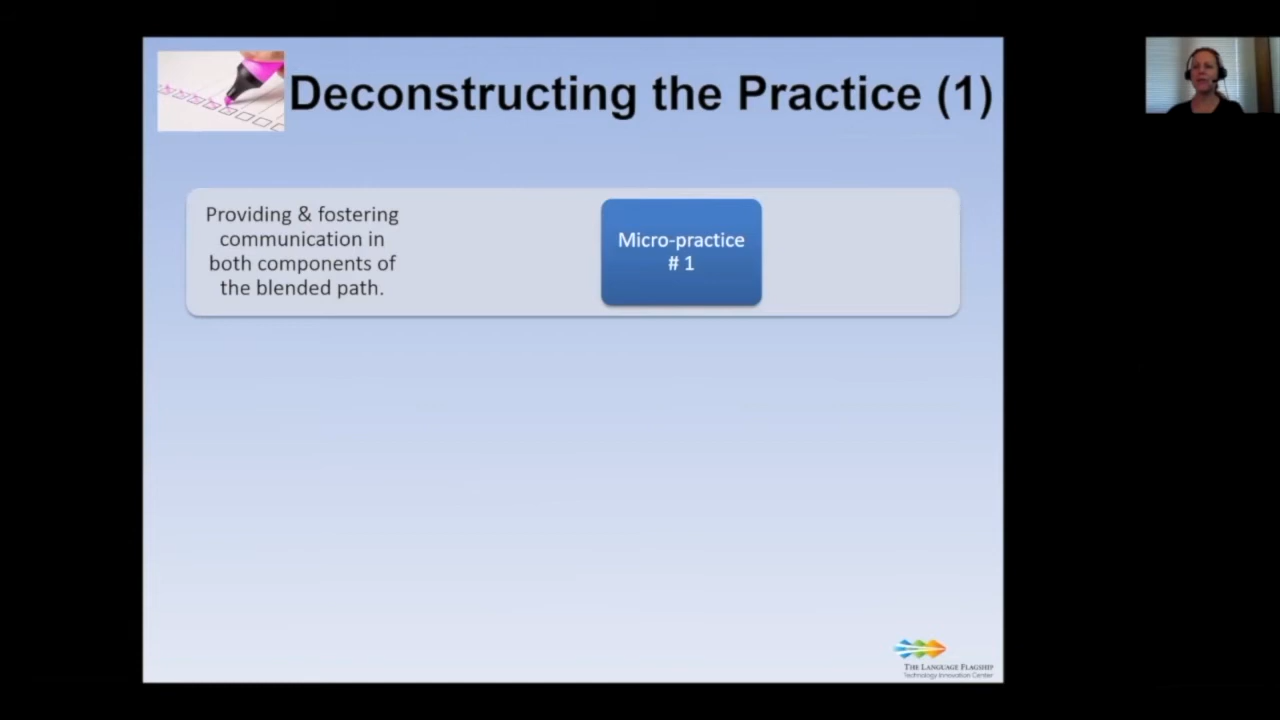 Deconstructing the Practice (1)
Providing & fostering
communication in
both components of
the blended path.
Micro-practice
# 1
THE LANGUAGE FLAGSHIP
Technology Innovation Center